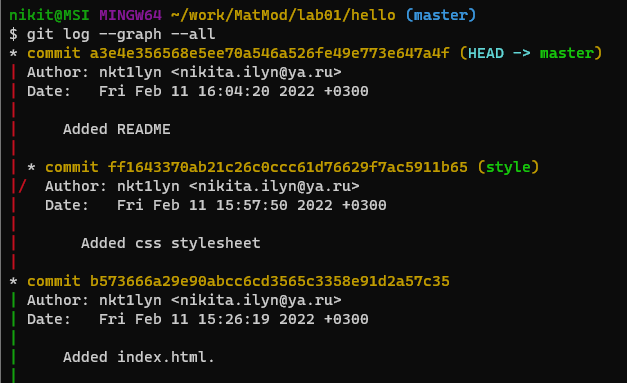 nikit@MSI MINGW64 ~/work/MatMod/lab01/hello (master)
$ git log --graph --all
* commit a3e4e356568e5ee70a546a526fe49e773e647a4f (HEAD -> master)
| Author: nkt1lyn <nikita.ilyn@ya.ru>
| Date:   Fri Feb 11 16:04:20 2022 +0300
|
|     Added README
|
| * commit ff1643370ab21c26c0ccc61d76629f7ac5911b65 (style)
|/  Author: nkt1lyn <nikita.ilyn@ya.ru>
|   Date:   Fri Feb 11 15:57:50 2022 +0300
|
|       Added css stylesheet
|
* commit b573666a29e90abcc6cd3565c3358e91d2a57c35
| Author: nkt1lyn <nikita.ilyn@ya.ru>
| Date:   Fri Feb 11 15:26:19 2022 +0300
|
|     Added index.html.
|